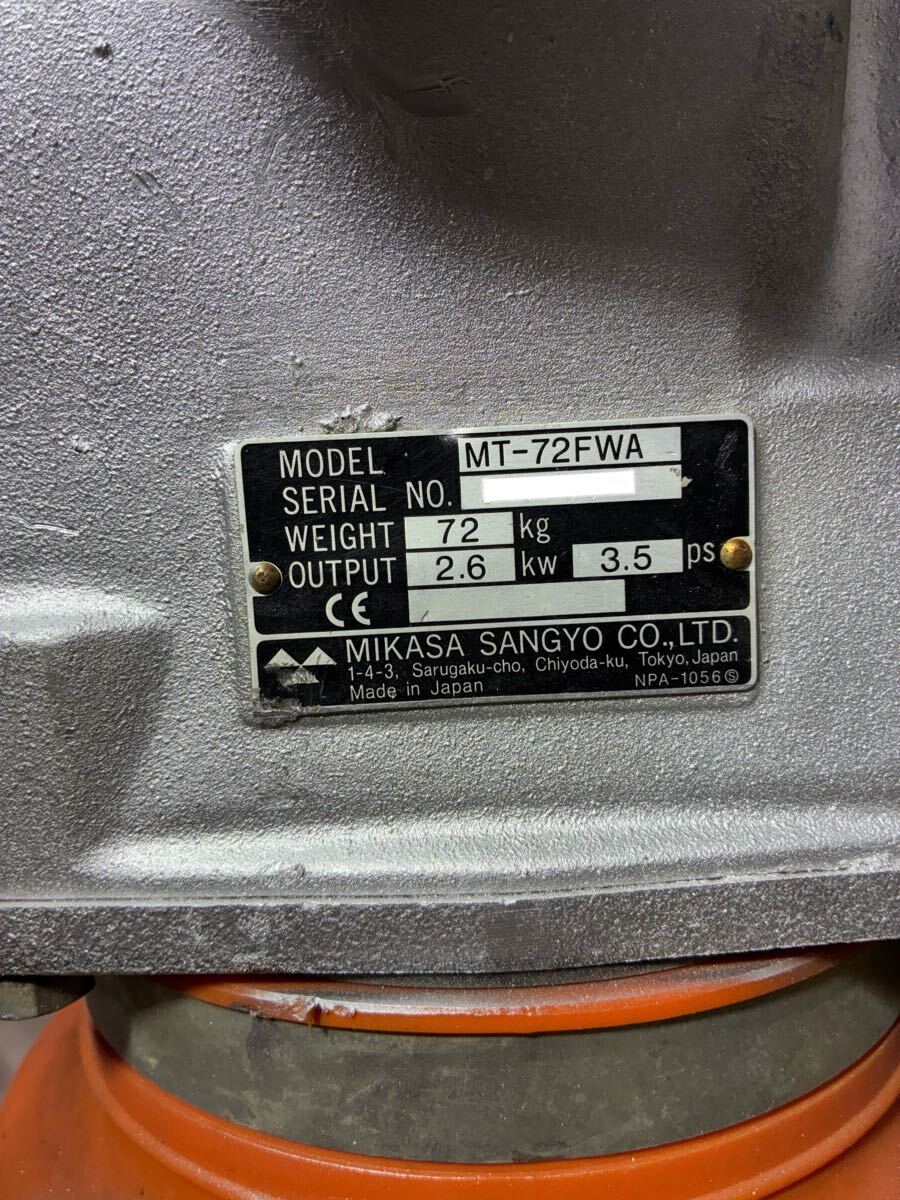 MODEL MT-72FWA
SERIAL NO.
WEIGHT 72 kg
OUTPUT 2.6 kw 3.5 ps
CE
MIKASA SANGYO CO.,LTD.
1-4-3, Sarugaku-cho, Chiyoda-ku, Tokyo, Japan
Made in Japan NPA-1056Ⓢ